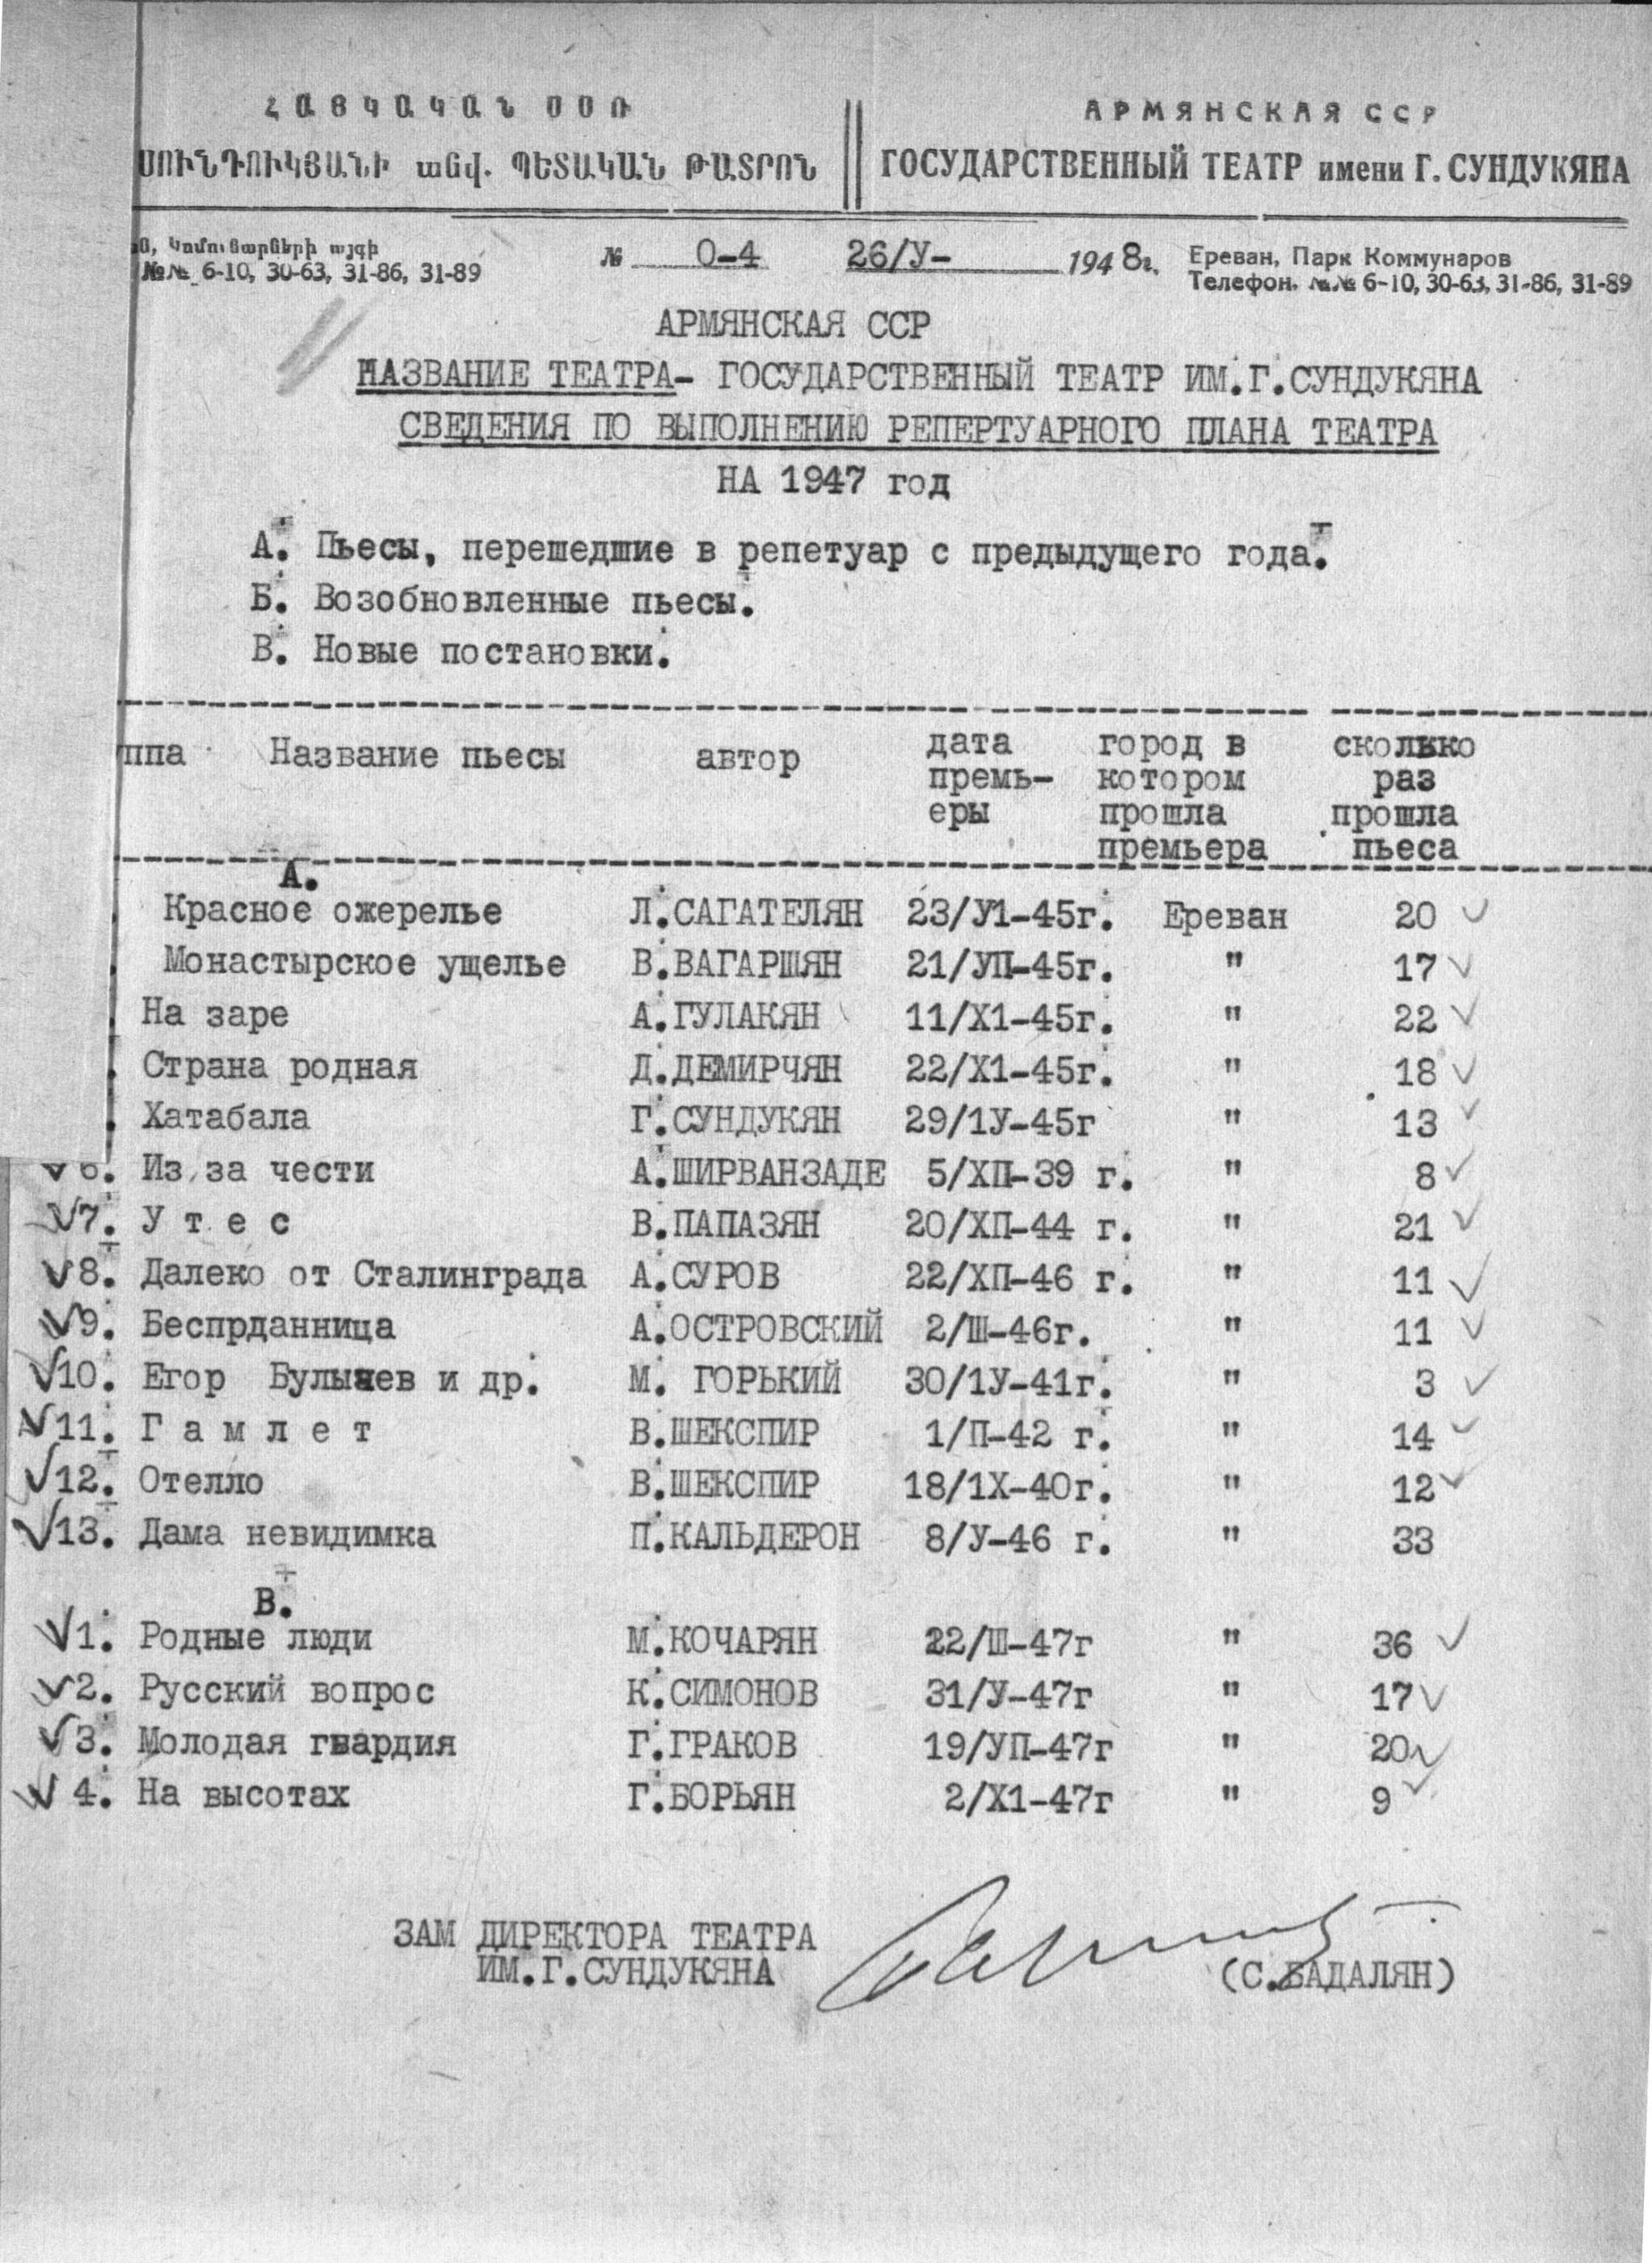 ՀԱՅԿԱԿԱՆ ՍՍՌ
ՍՈՒՆԴՈՒԿՅԱՆԻ անվ. ՊԵՏԱԿԱՆ ԹԱՏՐՈՆ
АРМЯНСКАЯ ССР
ГОСУДАРСТВЕННЫЙ ТЕАТР имени Г. СУНДУКЯНА
Կոմունարների այգի
№№ 6-10, 30-63, 31-86, 31-89
№ 0-4 26/У- 1948г.
Ереван, Парк Коммунаров
Телефон. №№ 6-10, 30-63, 31-86, 31-89
АРМЯНСКАЯ ССР
НАЗВАНИЕ ТЕАТРА- ГОСУДАРСТВЕННЫЙ ТЕАТР ИМ.Г.СУНДУКЯНА
СВЕДЕНИЯ ПО ВЫПОЛНЕНИЮ РЕПЕРТУАРНОГО ПЛАНА ТЕАТРА
НА 1947 год
А. Пьесы, перешедшие в репетуар с предыдущего года.
Б. Возобновленные пьесы.
В. Новые постановки.
ппа Название пьесы автор дата город в сколько
премь- котором раз
еры прошла прошла
премьера пьеса
А.
Красное ожерелье Л.САГАТЕЛЯН 23/У1-45г. Ереван 20
Монастырское ущелье В.ВАГАРШЯН 21/УП-45г. " 17
На заре А.ГУЛАКЯН 11/Х1-45г. " 22
Страна родная Д.ДЕМИРЧЯН 22/Х1-45г. " 18
Хатабала Г.СУНДУКЯН 29/1У-45г " 13
6. Из за чести А.ШИРВАНЗАДЕ 5/ХП-39 г. " 8
7. У т е с В.ПАПАЗЯН 20/ХП-44 г. " 21
8. Далеко от Сталинграда А.СУРОВ 22/ХП-46 г. " 11
9. Беспрданница А.ОСТРОВСКИЙ 2/Ш-46г. " 11
10. Егор Булычев и др. М. ГОРЬКИЙ 30/1У-41г. " 3
11. Г а м л е т В.ШЕКСПИР 1/П-42 г. " 14
12. Отелло В.ШЕКСПИР 18/1Х-40г. " 12
13. Дама невидимка П.КАЛЬДЕРОН 8/У-46 г. " 33
В.
1. Родные люди М.КОЧАРЯН 22/Ш-47г " 36
2. Русский вопрос К.СИМОНОВ 31/У-47г " 17
3. Молодая гвардия Г.ГРАКОВ 19/УП-47г " 20
4. На высотах Г.БОРЬЯН 2/Х1-47г " 9
ЗАМ ДИРЕКТОРА ТЕАТРА
ИМ.Г.СУНДУКЯНА (С.БАДАЛЯН)